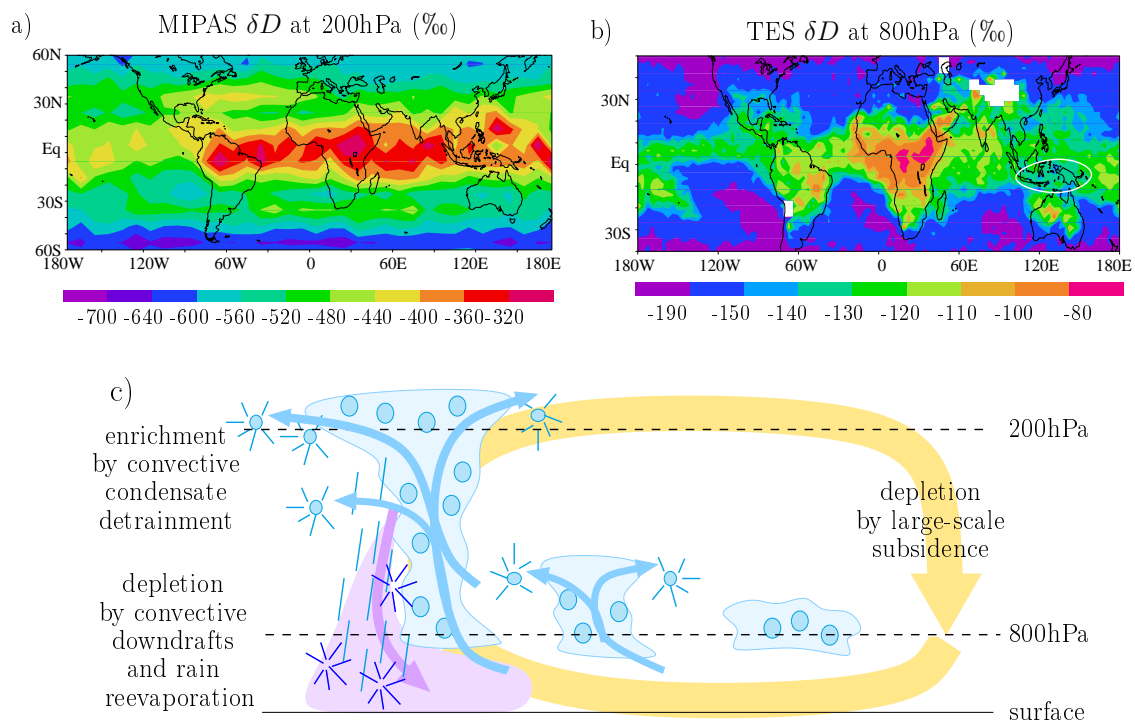 a)
MIPAS δD at 200hPa (‰)
60N
30N
Eq
30S
60S
180W
120W
60W
0
60E
120E
180E
-700 -640 -600 -560 -520 -480 -440 -400 -360 -320
b)
TES δD at 800hPa (‰)
30N
Eq
30S
180W
120W
60W
0
60E
120E
180E
-190 -150 -140 -130 -120 -110 -100 -80
c)
enrichment
by convective
condensate
detrainment
depletion
by convective
downdrafts
and rain
reevaporation
200hPa
depletion
by large-scale
subsidence
800hPa
surface